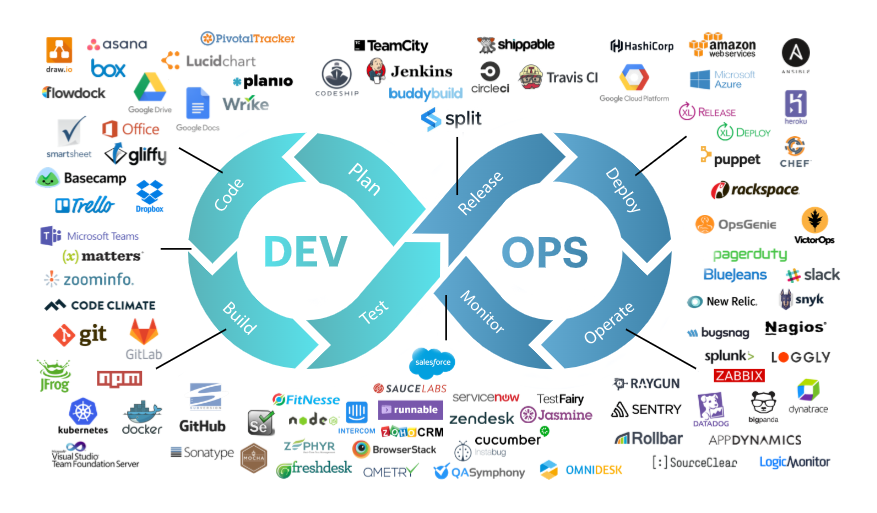 draw.io
asana
PivotalTracker
box
Lucidchart
flowdock
Google Drive
planio
Google Docs
Wrike
smartsheet
Office
gliffy
Basecamp
Trello
Dropbox
Microsoft Teams
(x) matters
zoominfo.
CODE CLIMATE
git
GitLab
JFrog
npm
kubernetes
docker
Visual Studio
Team Foundation Server
TeamCity
CODESHIP
Jenkins
buddybuild
shippable
circleci
Travis CI
split
HashiCorp
Google Cloud Platform
amazon
web services
Microsoft
Azure
ANSIBLE
XL RELEASE
XL DEPLOY
heroku
puppet
CHEF
rackspace
OpsGenie
VictorOps
pagerduty
BlueJeans
slack
New Relic.
snyk
bugsnag
Nagios®
splunk>
LOGGLY
ZABBIX
Code
Plan
Build
Test
DEV
Release
Deploy
Monitor
Operate
OPS
salesforce
SAUCELABS
FitNesse
GitHub
Se
node
INTERCOM
runnable
ZOHO CRM
servicenow
TestFairy
zendesk
Jasmine
cucumber
instabug
Sonatype
MOCHA
ZEPHYR
BrowserStack
freshdesk
QMETRY
QASymphony
OMNIDESK
RAYGUN
SENTRY
DATADOG
bigpanda
dynatrace
Rollbar
APPDYNAMICS
[:]SourceClear
LogicMonitor